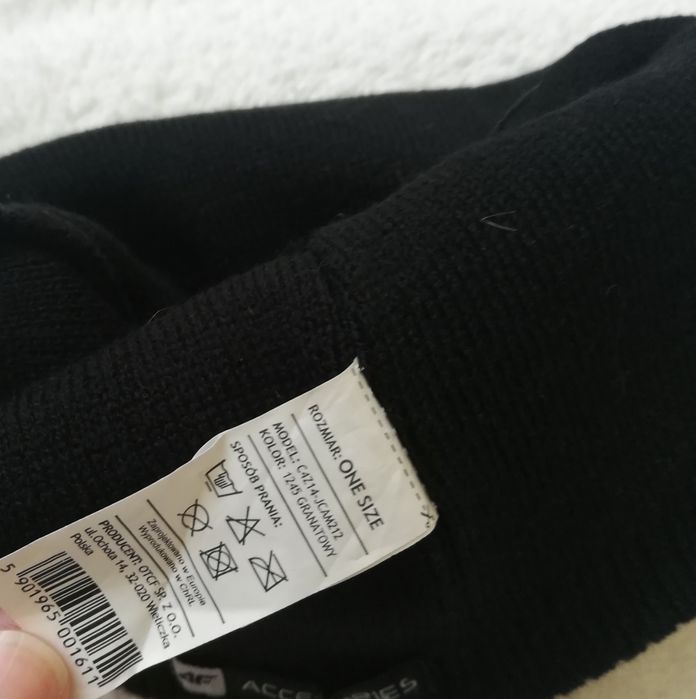 ROZMIAR: ONE SIZE
MODEL: C4Z14-JCAM212
KOLOR: 1245 GRANATOWY
SPOSÓB PRANIA:
Zaprojektowano w Europie
Wyprodukowano w ChRL
PRODUCENT: OTCF SP. Z O.O.
ul.Ochota 14, 32-020 Wieliczka
Polska
5 901965 001611
4F
ACCESSORIES